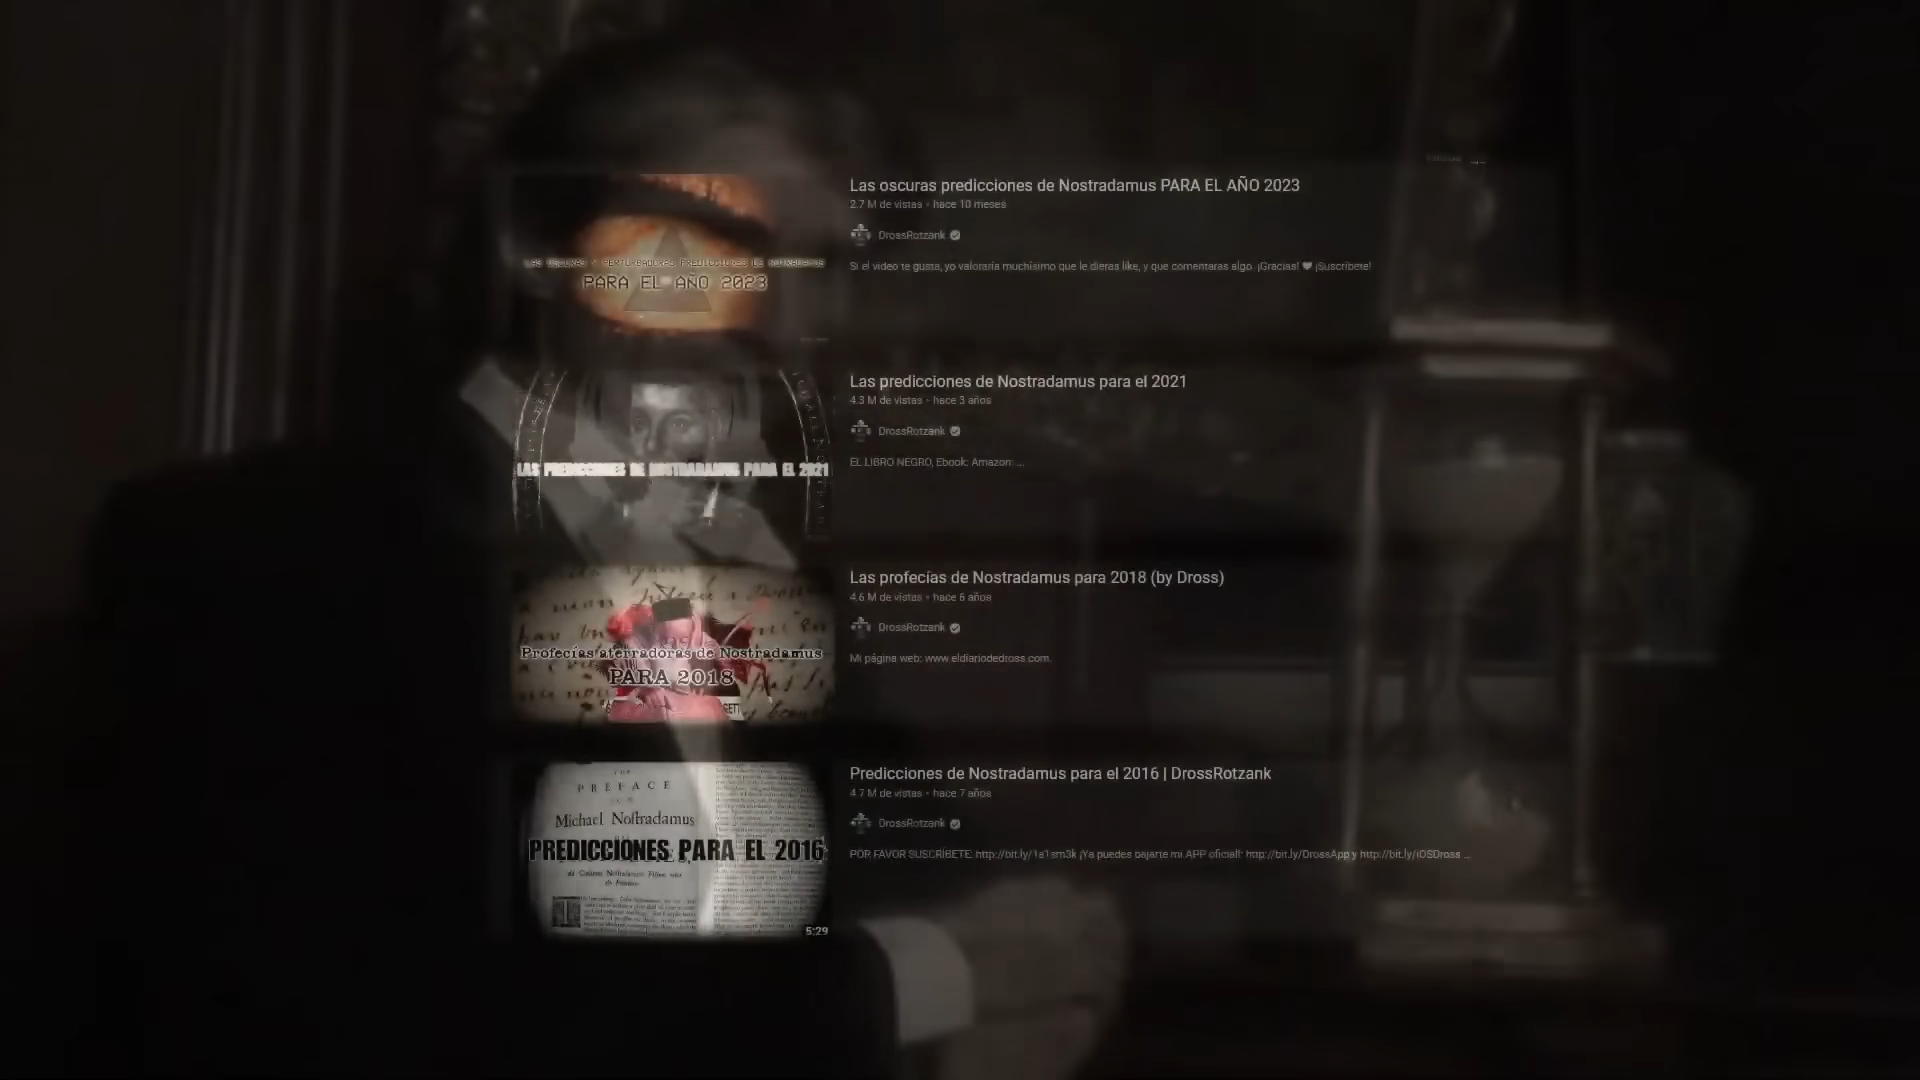 Las oscuras predicciones de Nostradamus PARA EL AÑO 2023
2.7 M de vistas • hace 10 meses
DrossRotzank
Si el video te gusta, yo valoraría muchísimo que le dieras like, y que comentaras algo. ¡Gracias! ❤ ¡Suscríbete!
LAS OSCURAS Y PERTURBADORAS PREDICCIONES DE NOSTRADAMUS
PARA EL AÑO 2023
Las predicciones de Nostradamus para el 2021
4.3 M de vistas • hace 3 años
DrossRotzank
EL LIBRO NEGRO, Ebook: Amazon: ...
LAS PREDICCIONES DE NOSTRADAMUS PARA EL 2021
Las profecías de Nostradamus para 2018 (by Dross)
4.6 M de vistas • hace 6 años
DrossRotzank
Mi página web: www.eldiariodedross.com.
Profecías aterradoras de Nostradamus
PARA 2018
Predicciones de Nostradamus para el 2016 | DrossRotzank
4.7 M de vistas • hace 7 años
DrossRotzank
POR FAVOR SUSCRÍBETE: http://bit.ly/1a1sm3k ¡Ya puedes bajarte mi APP oficial!: http://bit.ly/DrossApp y http://bit.ly/iOSDross ...
PREFACE
Michael Nostradamus
PREDICCIONES PARA EL 2016
5:29